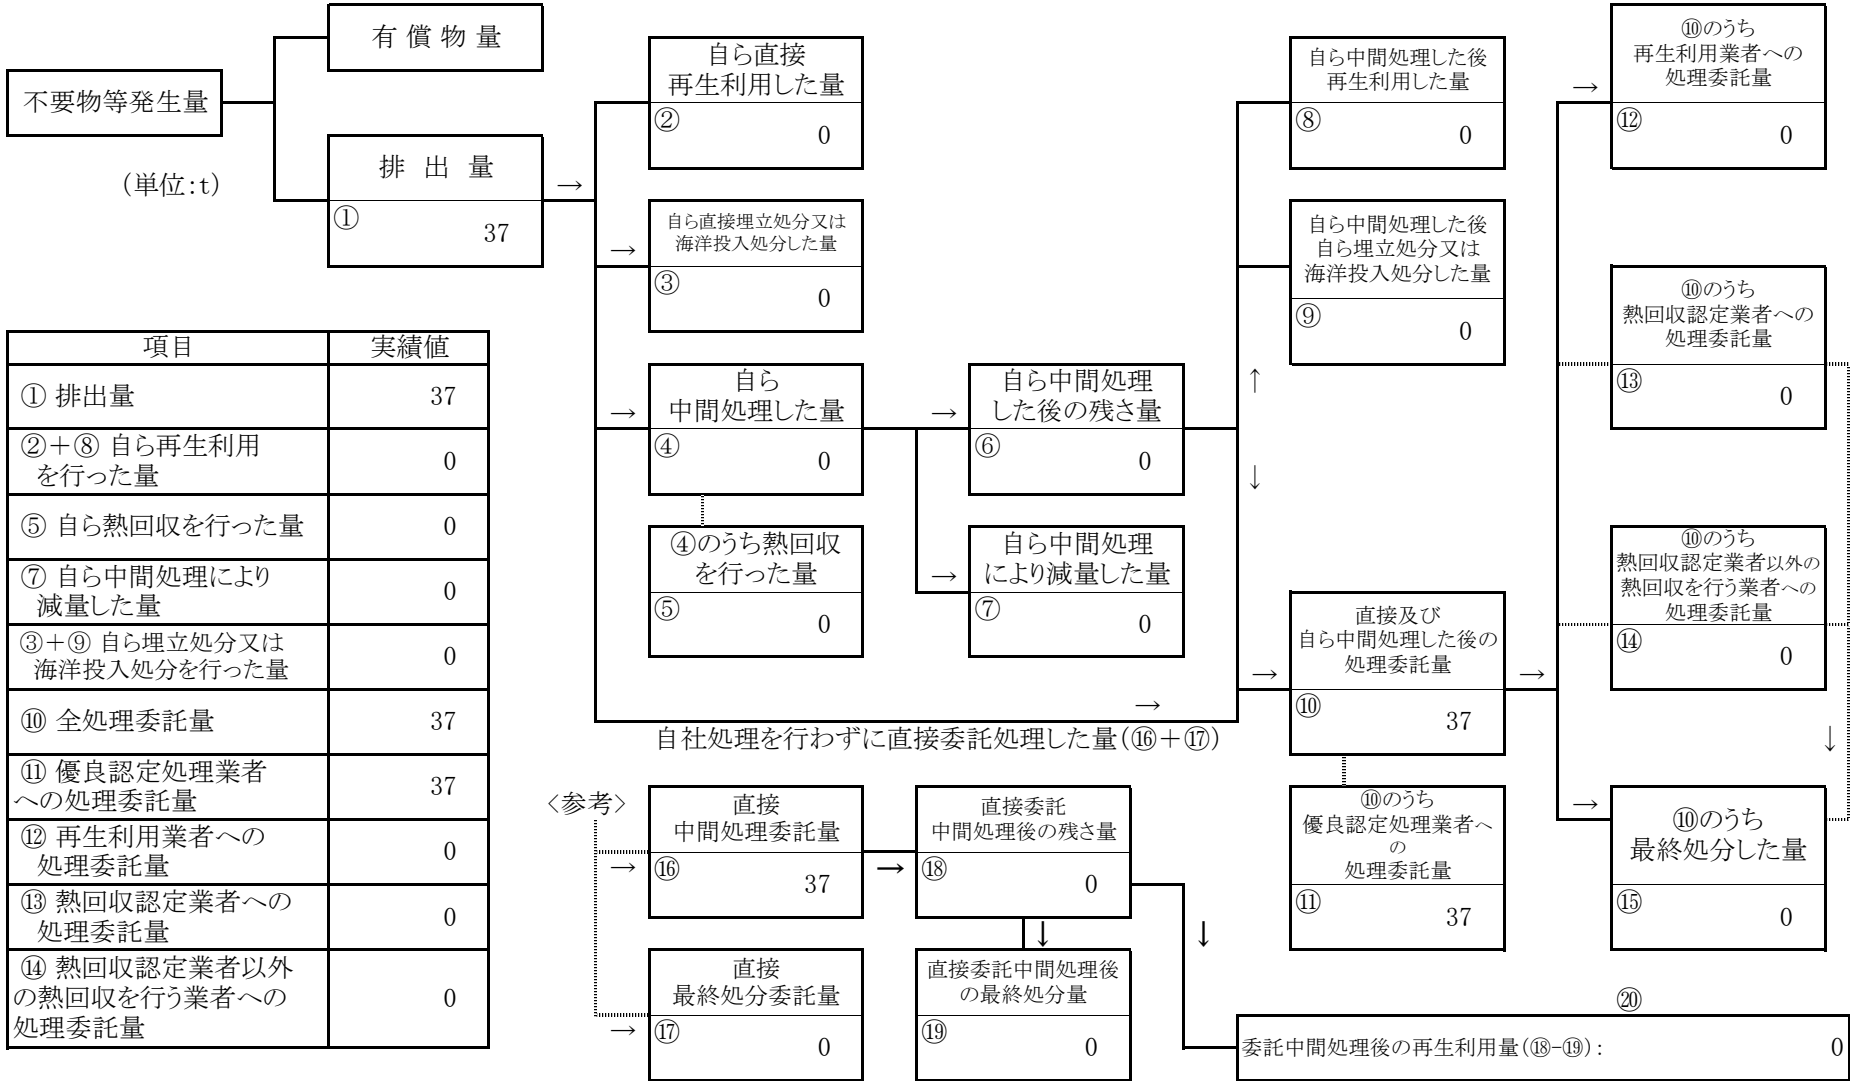 不要物等発生量
(単位:t)
有 償 物 量
排 出 量
①
37
→
自ら直接
再生利用した量
②
0
→
自ら直接埋立処分又は
海洋投入処分した量
③
0
→
自ら
中間処理した量
④
0
④のうち熱回収
を行った量
⑤
0
→
自ら中間処理
した後の残さ量
⑥
0
→
自ら中間処理
により減量した量
⑦
0
→
自社処理を行わずに直接委託処理した量(⑯+⑰)
↑
↓
自ら中間処理した後
再生利用した量
⑧
0
自ら中間処理した後
自ら埋立処分又は
海洋投入処分した量
⑨
0
→
直接及び
自ら中間処理した後の
処理委託量
⑩
37
⑩のうち
優良認定処理業者へ
の
処理委託量
⑪
37
→
→
⑩のうち
再生利用業者への
処理委託量
⑫
0
⑩のうち
熱回収認定業者への
処理委託量
⑬
0
⑩のうち
熱回収認定業者以外の
熱回収を行う業者への
処理委託量
⑭
0
↓
→
⑩のうち
最終処分した量
⑮
0
項目 実績値
① 排出量 37
②+⑧ 自ら再生利用
を行った量 0
⑤ 自ら熱回収を行った量 0
⑦ 自ら中間処理により
減量した量 0
③+⑨ 自ら埋立処分又は
海洋投入処分を行った量 0
⑩ 全処理委託量 37
⑪ 優良認定処理業者
への処理委託量 37
⑫ 再生利用業者への
処理委託量 0
⑬ 熱回収認定業者への
処理委託量 0
⑭ 熱回収認定業者以外
の熱回収を行う業者への
処理委託量 0
<参考>
→
直接
中間処理委託量
⑯
37
→
直接委託
中間処理後の残さ量
⑱
0
↓
↓
→
直接
最終処分委託量
⑰
0
直接委託中間処理後
の最終処分量
⑲
0
⑳
委託中間処理後の再生利用量(⑱-⑲): 0